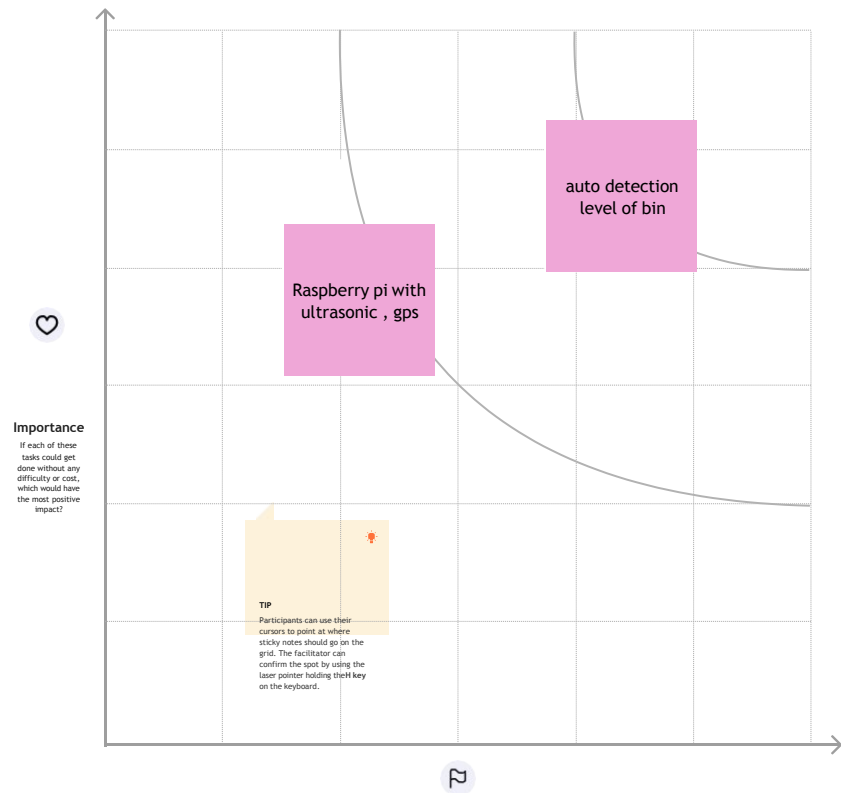 auto detection
level of bin
Raspberry pi with
ultrasonic , gps
Importance
If each of these
tasks could get
done without any
difficulty or cost,
which would have
the most positive
impact?
TIP
Participants can use their
cursors to point at where
sticky notes should go on the
grid. The facilitator can
confirm the spot by using the
laser pointer holding theH key
on the keyboard.